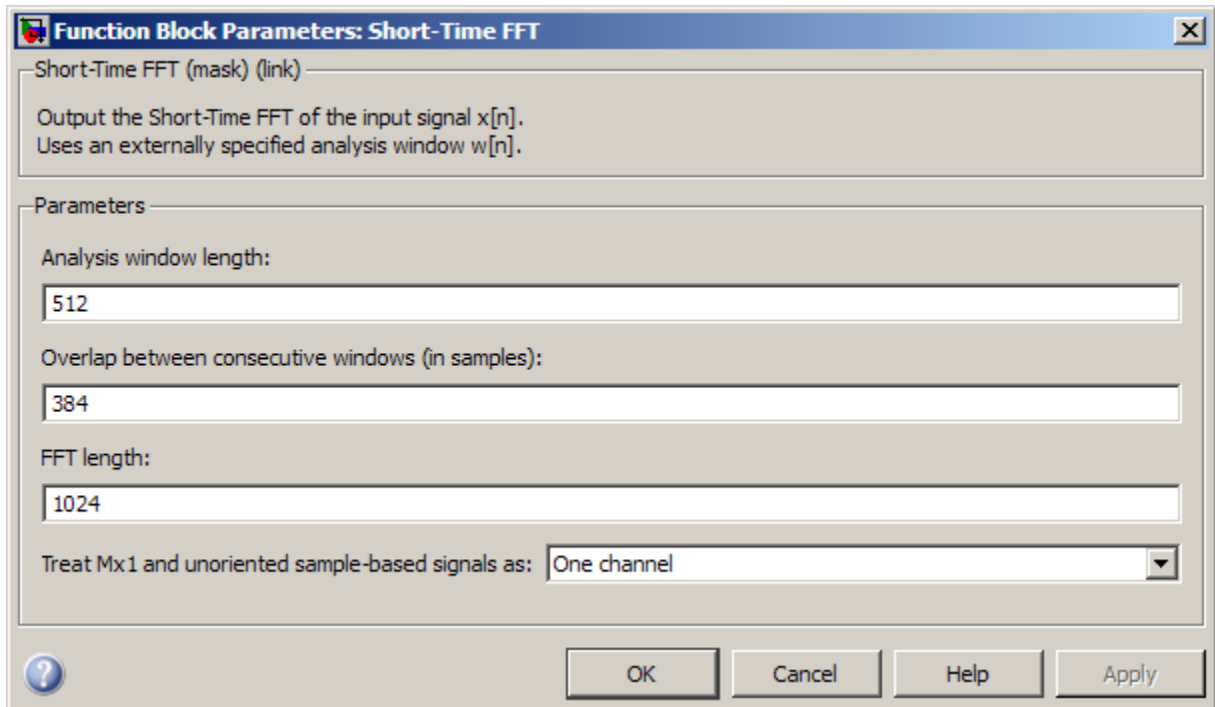 Function Block Parameters: Short-Time FFT
Short-Time FFT (mask) (link)
Output the Short-Time FFT of the input signal x[n].
Uses an externally specified analysis window w[n].
Parameters
Analysis window length:
512
Overlap between consecutive windows (in samples):
384
FFT length:
1024
Treat Mx1 and unoriented sample-based signals as: One channel
OK Cancel Help Apply